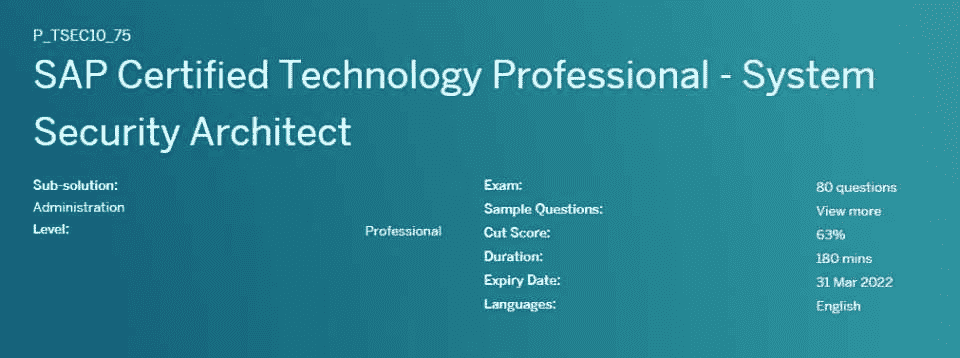 P_TSEC10_75
SAP Certified Technology Professional - System
Security Architect
Sub-solution:
Administration
Level:
Professional
Exam:
80 questions
Sample Questions:
View more
Cut Score:
63%
Duration:
180 mins
Expiry Date:
31 Mar 2022
Languages:
English